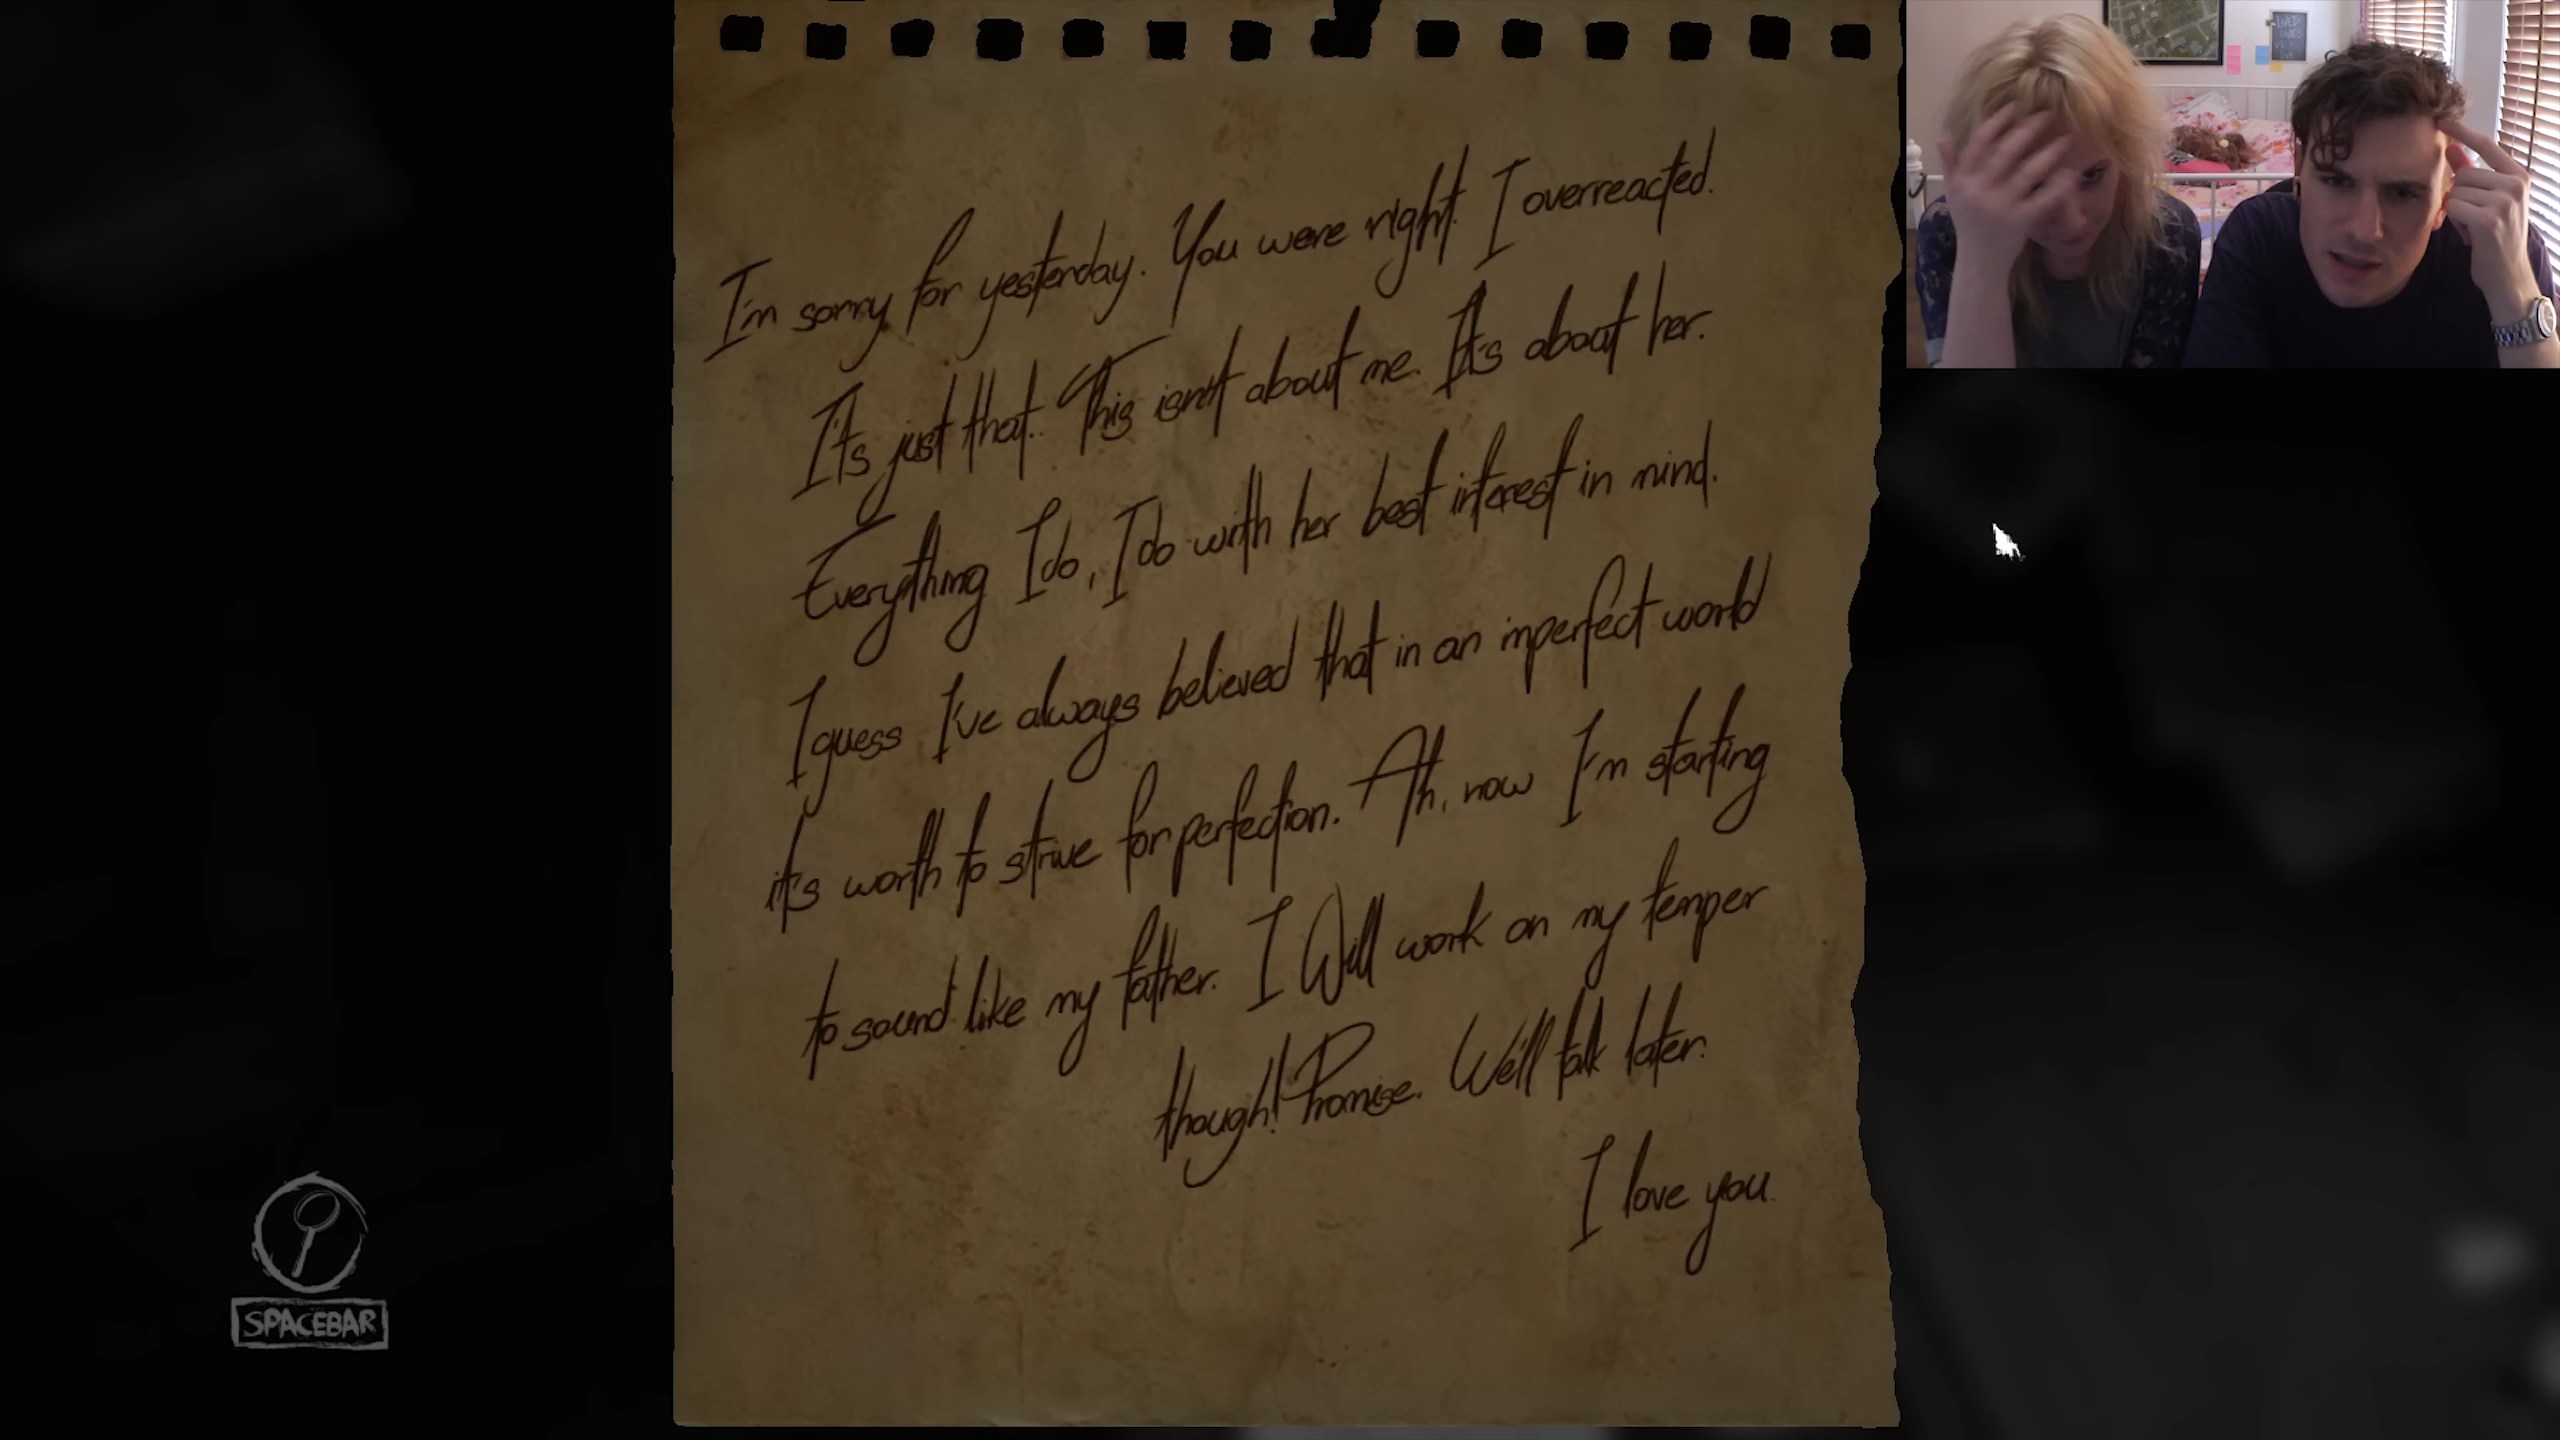 I'm sorry for yesterday. You were right. I overreacted.
It's just that.. This isn't about me. It's about her.
Everything I do, I do with her best interest in mind.
I guess I've always believed that in an imperfect world
it's worth to strive for perfection. Ah, now I'm starting
to sound like my father. I Will work on my temper
though! Promise. We'll talk later.
I love you.
SPACEBAR